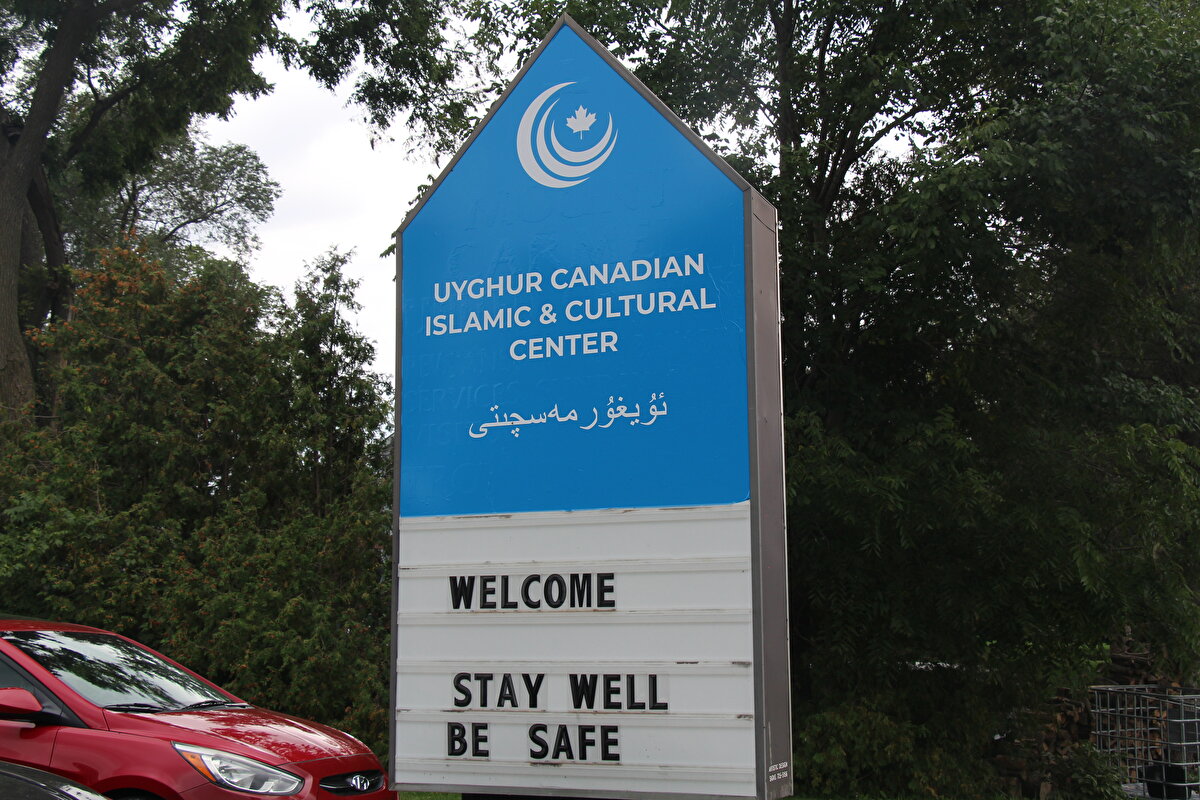 UYGHUR CANADIAN
ISLAMIC & CULTURAL
CENTER
ئۇيغۇر مەسچىتى
WELCOME
STAY WELL
BE SAFE